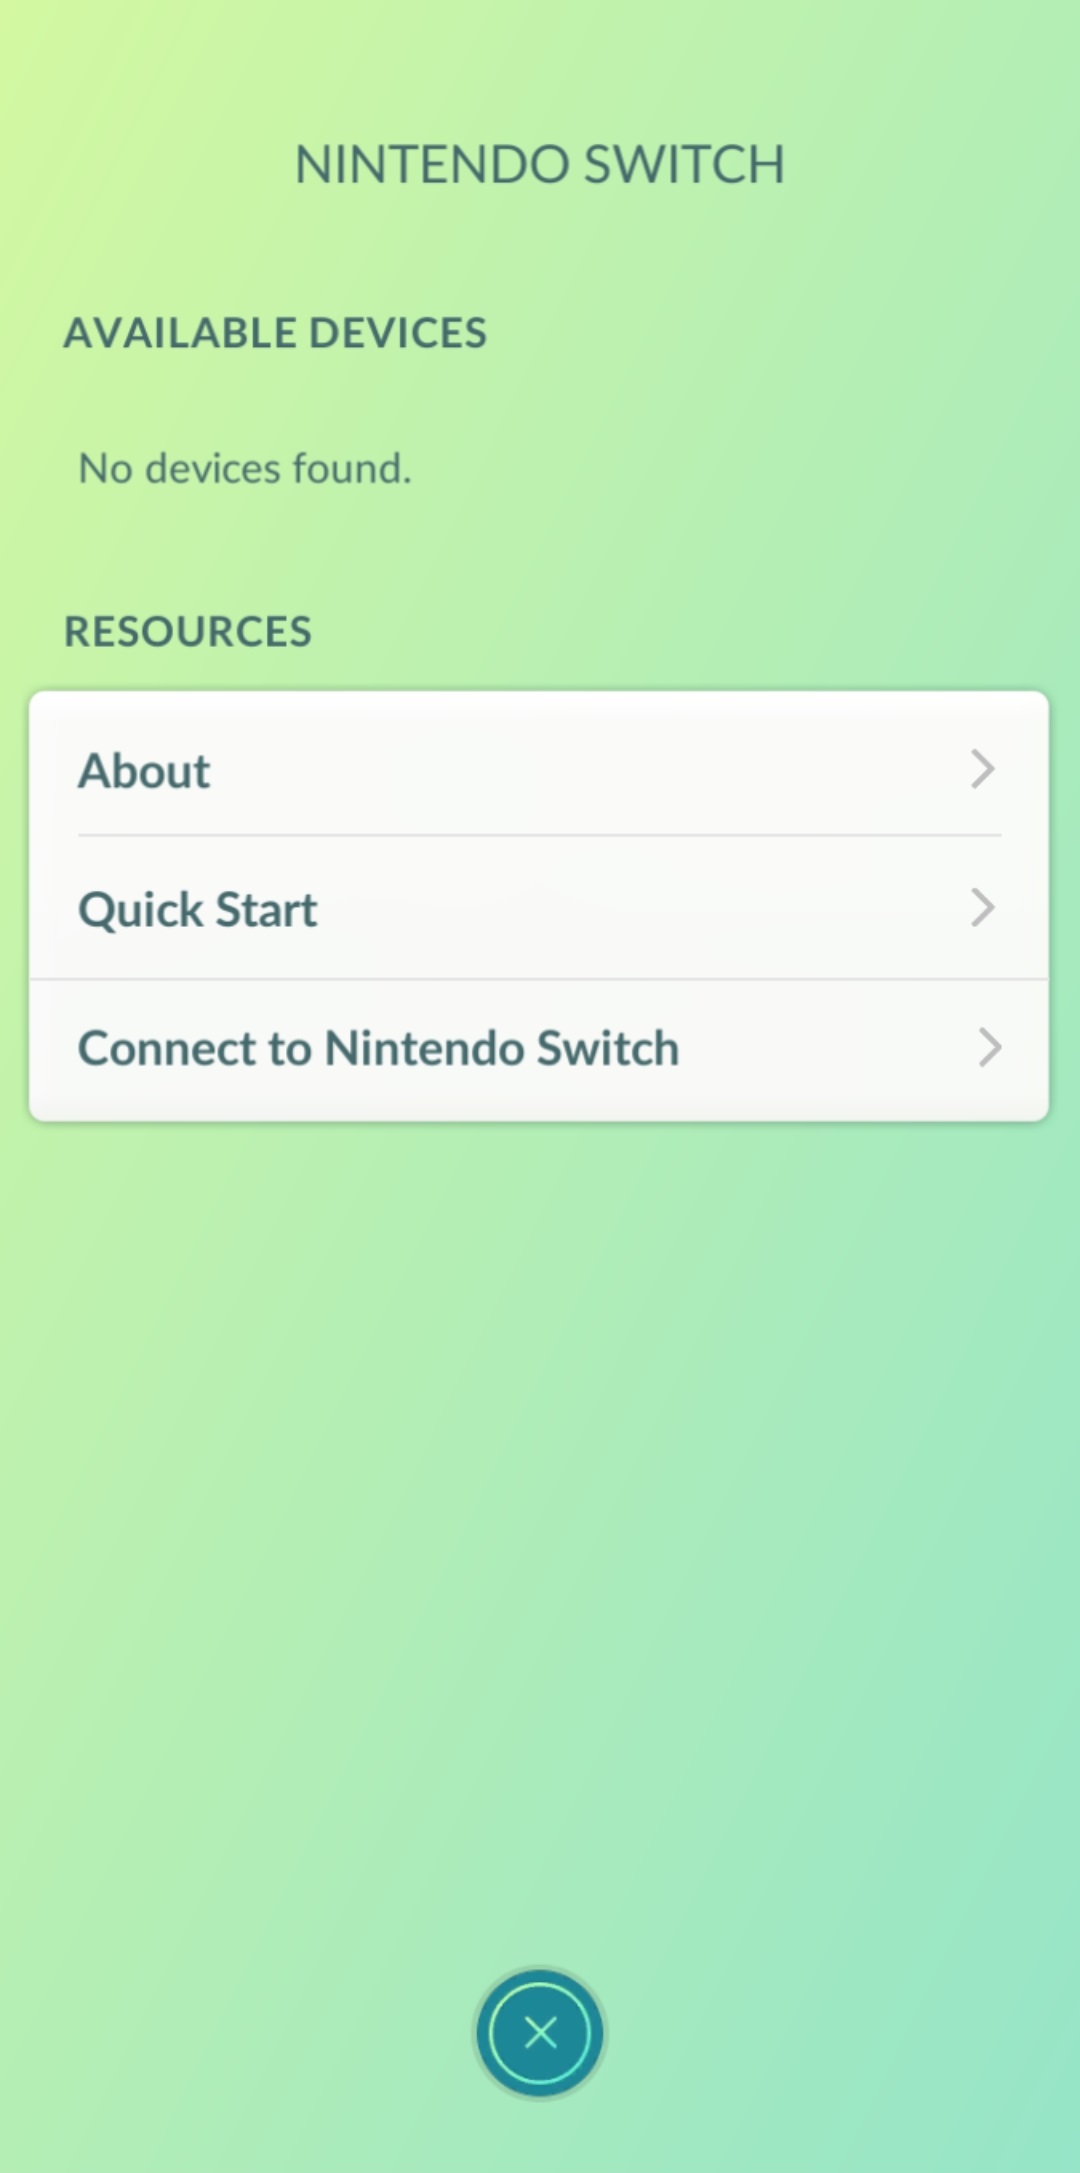 NINTENDO SWITCH
AVAILABLE DEVICES
No devices found.
RESOURCES
About
Quick Start
Connect to Nintendo Switch